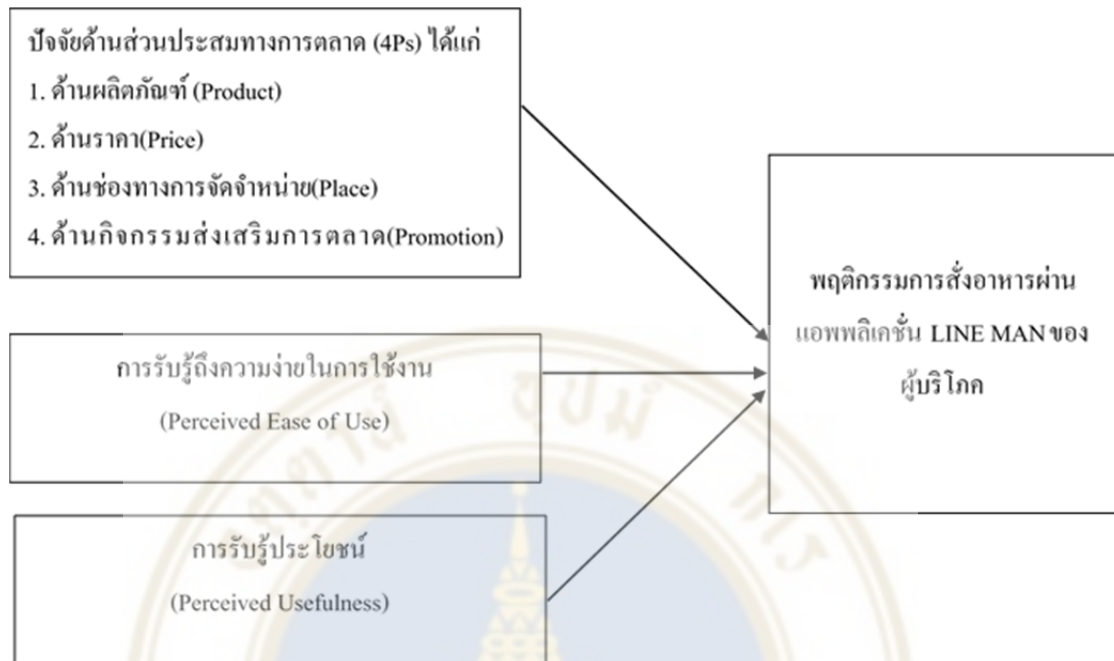 ปัจจัยด้านส่วนประสมทางการตลาด (4Ps) ได้แก่
1. ด้านผลิตภัณฑ์ (Product)
2. ด้านราคา(Price)
3. ด้านช่องทางการจัดจำหน่าย(Place)
4. ด้านกิจกรรมส่งเสริมการตลาด(Promotion)
พฤติกรรมการสั่งอาหารผ่าน
แอพพลิเคชั่น LINE MAN ของ
ผู้บริโภค
การรับรู้ถึงความง่ายในการใช้งาน
(Perceived Ease of Use)
การรับรู้ประโยชน์
(Perceived Usefulness)